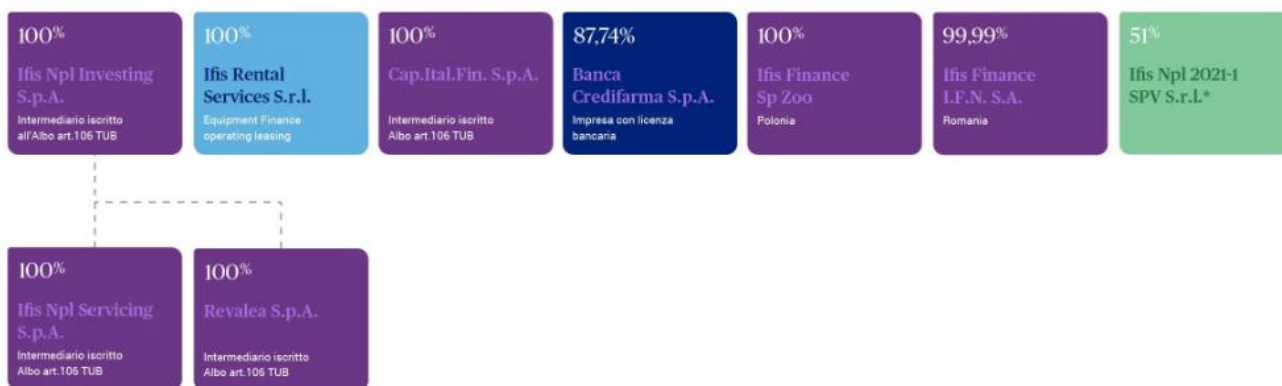 100%
Ifis Npl Investing
S.p.A.
Intermediario iscritto
all'Albo art.106 TUB
100%
Ifis Rental
Services S.r.l.
Equipment Finance
operating leasing
100%
Cap.Ital.Fin. S.p.A.
Intermediario iscritto
Albo art.106 TUB
87,74%
Banca
Credifarma S.p.A.
Impresa con licenza
bancaria
100%
Ifis Finance
Sp Zoo
Polonia
99,99%
Ifis Finance
I.F.N. S.A.
Romania
51%
Ifis Npl 2021-1
SPV S.r.l.*
100%
Ifis Npl Servicing
S.p.A.
Intermediario iscritto
Albo art.106 TUB
100%
Revalea S.p.A.
Intermediario iscritto
Albo art.106 TUB